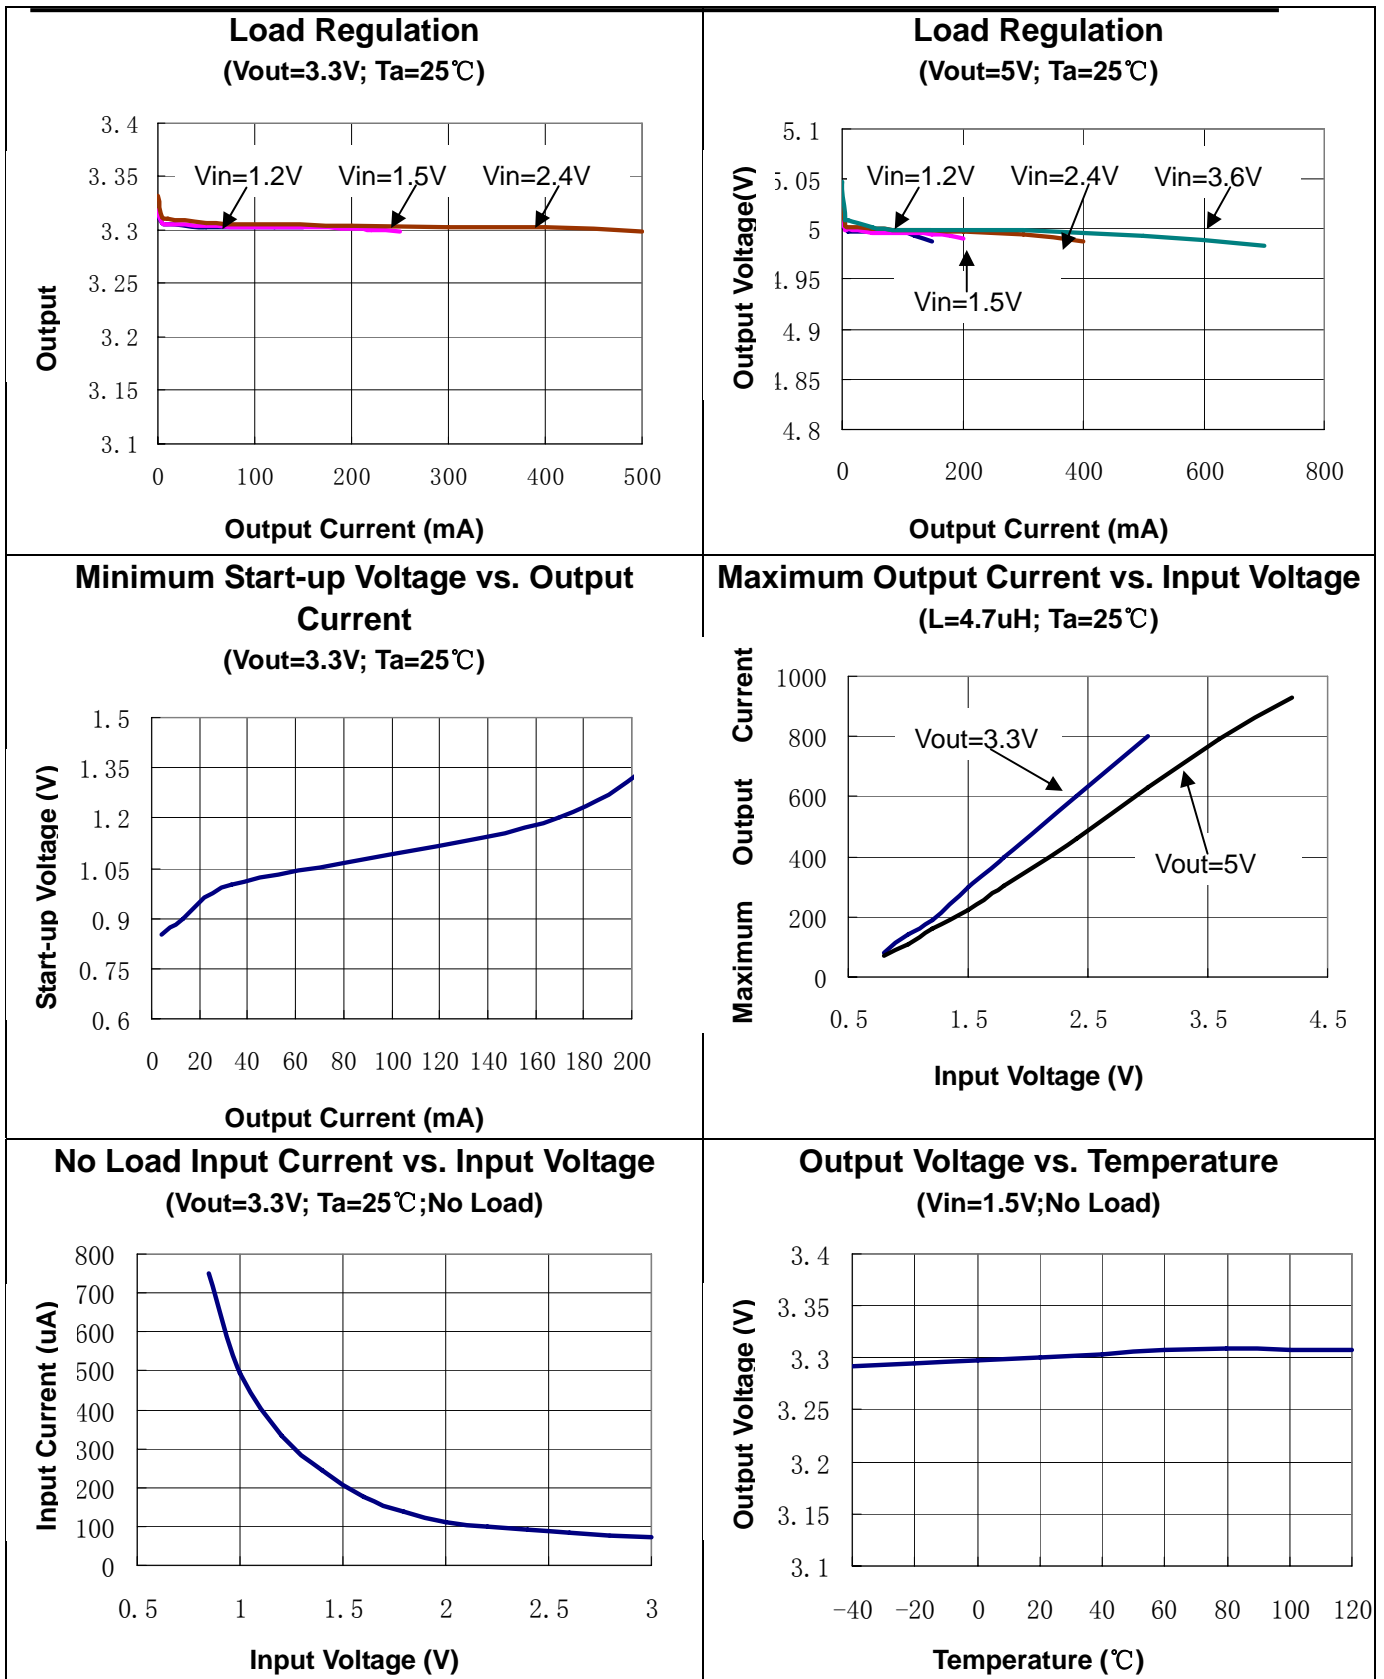 Load Regulation
(Vout=3.3V; Ta=25℃)
3.4
3.35
3.3
3.25
3.2
3.15
3.1
Output
Vin=1.2V
Vin=1.5V
Vin=2.4V
0 100 200 300 400 500
Output Current (mA)
Load Regulation
(Vout=5V; Ta=25℃)
5.1
5.05
5
4.95
4.9
4.85
4.8
Output Voltage(V)
Vin=1.2V
Vin=2.4V
Vin=3.6V
Vin=1.5V
0 200 400 600 800
Output Current (mA)
Minimum Start-up Voltage vs. Output
Current
(Vout=3.3V; Ta=25℃)
1.5
1.35
1.2
1.05
0.9
0.75
0.6
Start-up Voltage (V)
0 20 40 60 80 100 120 140 160 180 200
Output Current (mA)
Maximum Output Current vs. Input Voltage
(L=4.7uH; Ta=25℃)
1000
800
600
400
200
0
Maximum Output Current
Vout=3.3V
Vout=5V
0.5 1.5 2.5 3.5 4.5
Input Voltage (V)
No Load Input Current vs. Input Voltage
(Vout=3.3V; Ta=25℃;No Load)
800
700
600
500
400
300
200
100
0
Input Current (uA)
0.5 1 1.5 2 2.5 3
Input Voltage (V)
Output Voltage vs. Temperature
(Vin=1.5V;No Load)
3.4
3.35
3.3
3.25
3.2
3.15
3.1
Output Voltage (V)
-40 -20 0 20 40 60 80 100 120
Temperature (℃)